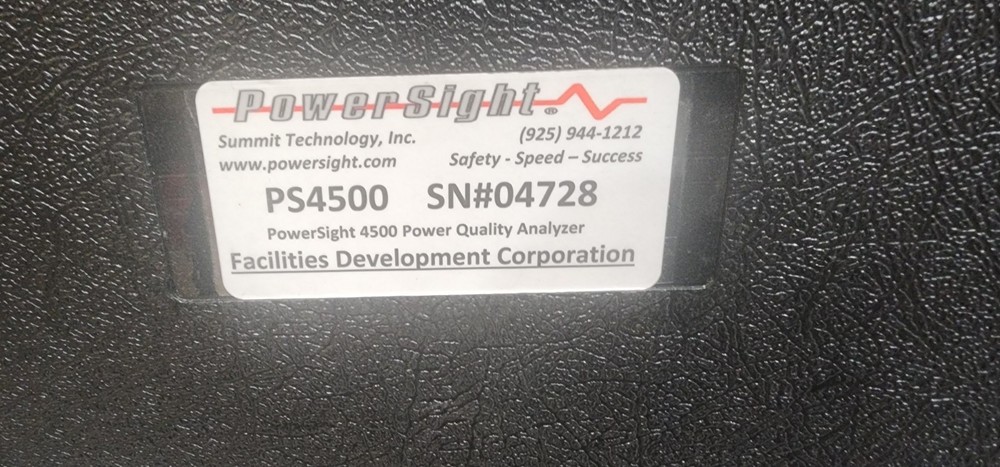 PowerSight®
Summit Technology, Inc. (925) 944-1212
www.powersight.com Safety - Speed – Success
PS4500 SN#04728
PowerSight 4500 Power Quality Analyzer
Facilities Development Corporation